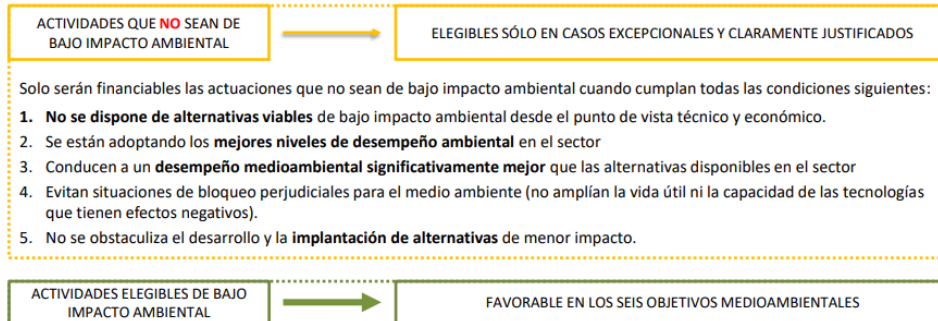 ACTIVIDADES QUE NO SEAN DE
BAJO IMPACTO AMBIENTAL
ELEGIBLES SÓLO EN CASOS EXCEPCIONALES Y CLARAMENTE JUSTIFICADOS
Solo serán financiables las actuaciones que no sean de bajo impacto ambiental cuando cumplan todas las condiciones siguientes:
1. No se dispone de alternativas viables de bajo impacto ambiental desde el punto de vista técnico y económico.
2. Se están adoptando los mejores niveles de desempeño ambiental en el sector
3. Conducen a un desempeño medioambiental significativamente mejor que las alternativas disponibles en el sector
4. Evitan situaciones de bloqueo perjudiciales para el medio ambiente (no amplían la vida útil ni la capacidad de las tecnologías
que tienen efectos negativos).
5. No se obstaculiza el desarrollo y la implantación de alternativas de menor impacto.
ACTIVIDADES ELEGIBLES DE BAJO
IMPACTO AMBIENTAL
FAVORABLE EN LOS SEIS OBJETIVOS MEDIOAMBIENTALES